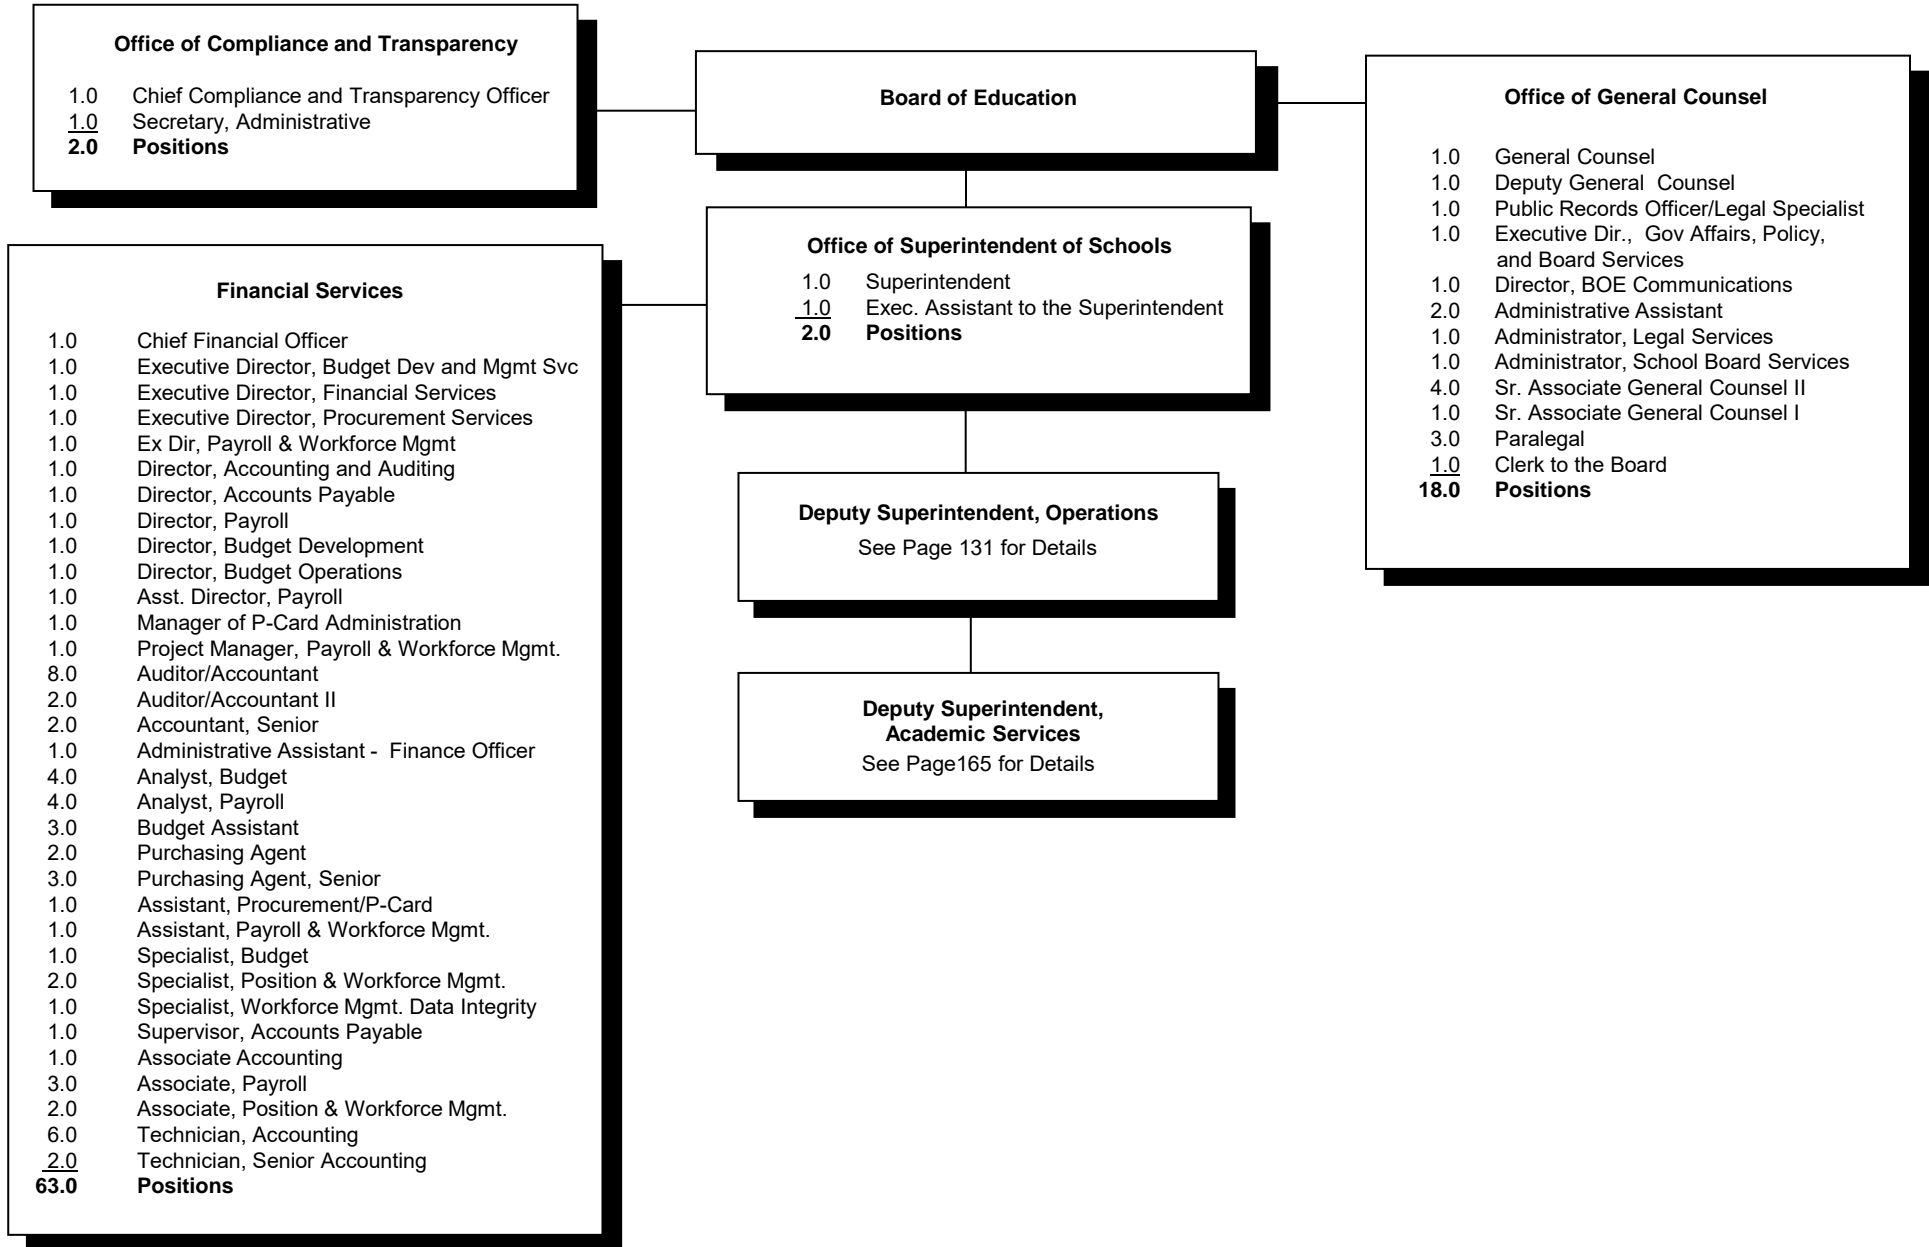 Office of Compliance and Transparency
1.0 Chief Compliance and Transparency Officer
1.0 Secretary, Administrative
2.0 Positions
Board of Education
Office of General Counsel
1.0 General Counsel
1.0 Deputy General Counsel
1.0 Public Records Officer/Legal Specialist
1.0 Executive Dir., Gov Affairs, Policy,
and Board Services
1.0 Director, BOE Communications
2.0 Administrative Assistant
1.0 Administrator, Legal Services
1.0 Administrator, School Board Services
4.0 Sr. Associate General Counsel II
1.0 Sr. Associate General Counsel I
3.0 Paralegal
1.0 Clerk to the Board
18.0 Positions
Office of Superintendent of Schools
1.0 Superintendent
1.0 Exec. Assistant to the Superintendent
2.0 Positions
Financial Services
1.0 Chief Financial Officer
1.0 Executive Director, Budget Dev and Mgmt Svc
1.0 Executive Director, Financial Services
1.0 Executive Director, Procurement Services
1.0 Ex Dir, Payroll & Workforce Mgmt
1.0 Director, Accounting and Auditing
1.0 Director, Accounts Payable
1.0 Director, Payroll
1.0 Director, Budget Development
1.0 Director, Budget Operations
1.0 Asst. Director, Payroll
1.0 Manager of P-Card Administration
1.0 Project Manager, Payroll & Workforce Mgmt.
8.0 Auditor/Accountant
2.0 Auditor/Accountant II
2.0 Accountant, Senior
1.0 Administrative Assistant - Finance Officer
4.0 Analyst, Budget
4.0 Analyst, Payroll
3.0 Budget Assistant
2.0 Purchasing Agent
3.0 Purchasing Agent, Senior
1.0 Assistant, Procurement/P-Card
1.0 Assistant, Payroll & Workforce Mgmt.
1.0 Specialist, Budget
2.0 Specialist, Position & Workforce Mgmt.
1.0 Specialist, Workforce Mgmt. Data Integrity
1.0 Supervisor, Accounts Payable
1.0 Associate Accounting
3.0 Associate, Payroll
2.0 Associate, Position & Workforce Mgmt.
6.0 Technician, Accounting
2.0 Technician, Senior Accounting
63.0 Positions
Deputy Superintendent, Operations
See Page 131 for Details
Deputy Superintendent,
Academic Services
See Page165 for Details